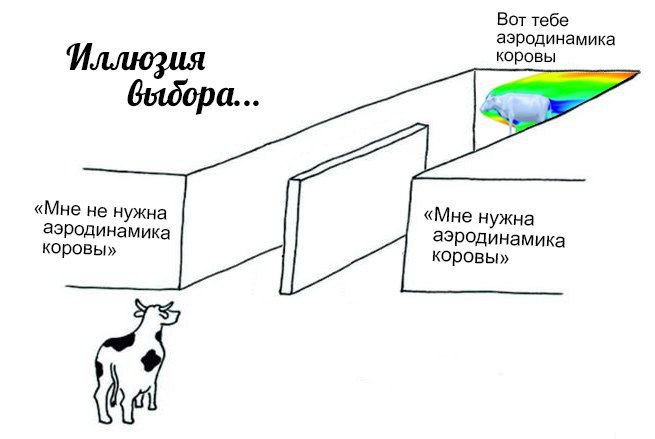 Иллюзия
выбора...
Вот тебе
аэродинамика
коровы
«Мне не нужна
аэродинамика
коровы»
«Мне нужна
аэродинамика
коровы»